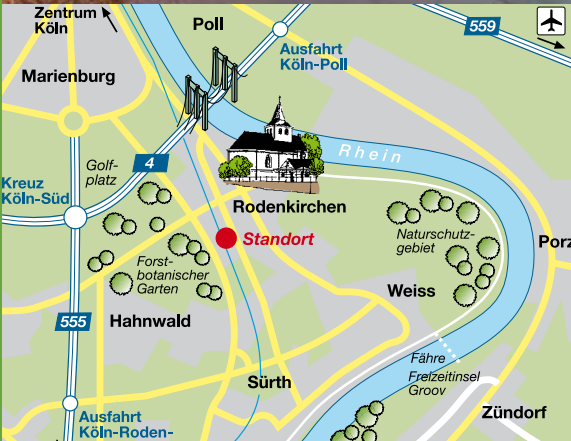 Zentrum
Köln
Poll
559
Ausfahrt
Köln-Poll
Marienburg
Rhein
Golf-
platz
4
Kreuz
Köln-Süd
Rodenkirchen
Standort
Naturschutz-
gebiet
Porz
Forst-
botanischer
Garten
Weiss
555
Hahnwald
Fähre
Sürth
Freizeitinsel
Groov
Ausfahrt
Köln-Roden-
Zündorf